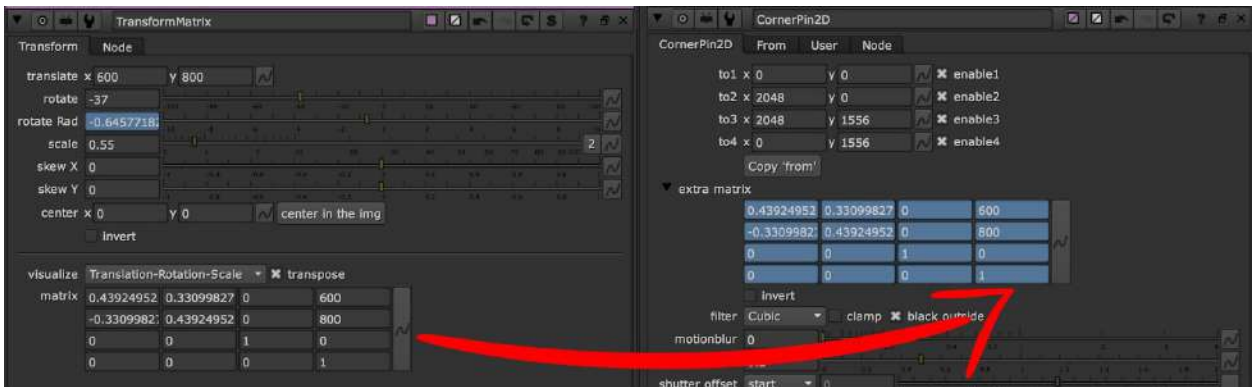 TransformMatrix
S ? ×
Transform Node
translate x 600 y 800
rotate -37
rotate Rad -0.6457718
scale 0.55 2
skew X 0
skew Y 0
center x 0 y 0 center in the img
invert
visualize Translation-Rotation-Scale transpose
matrix 0.43924952 0.33099827 0 600
-0.3309982 0.43924952 0 800
0 0 1 0
0 0 0 1
CornerPin2D
? ×
CornerPin2D From User Node
to1 x 0 y 0 enable1
to2 x 2048 y 0 enable2
to3 x 2048 y 1556 enable3
to4 x 0 y 1556 enable4
Copy 'from'
extra matrix
0.43924952 0.33099827 0 600
-0.3309982 0.43924952 0 800
0 0 1 0
0 0 0 1
invert
filter Cubic clamp black outside
motionblur 0
shutter offset start 0